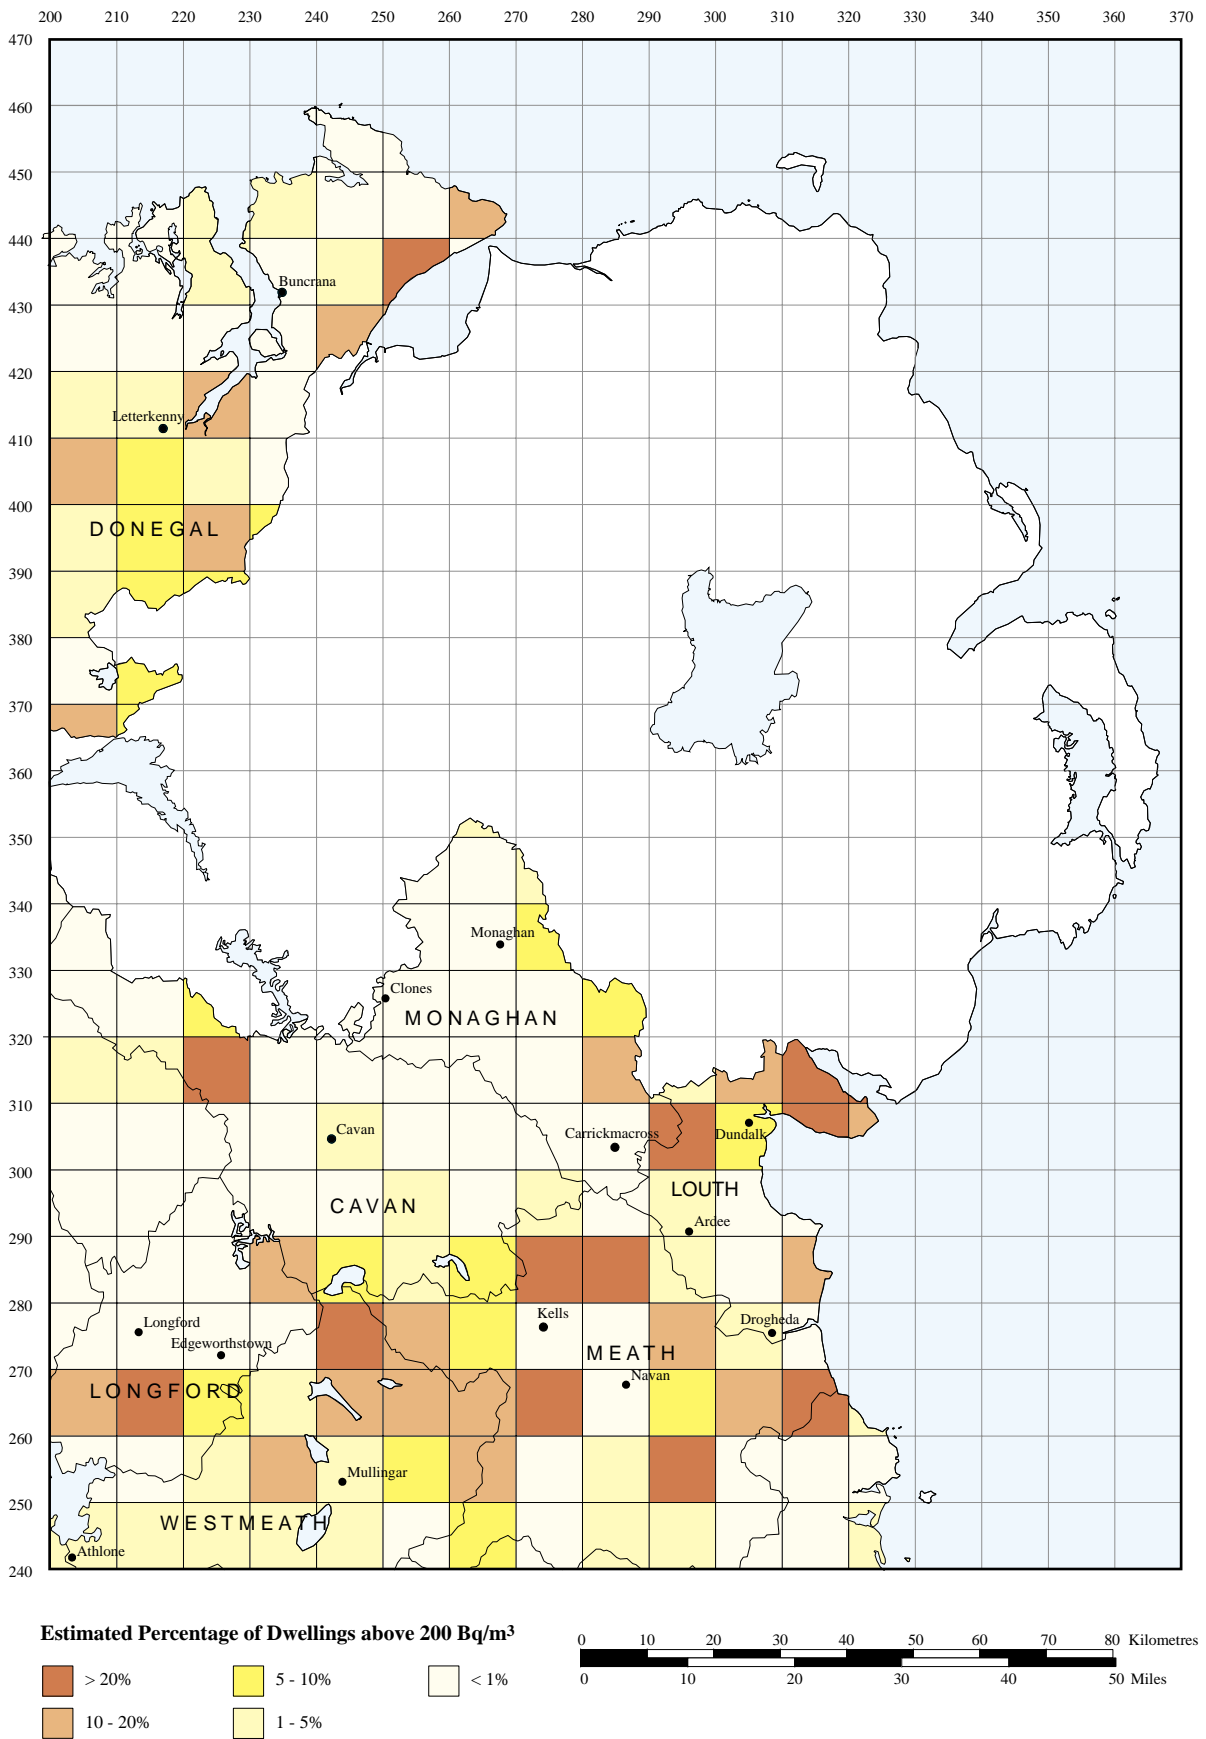 200 210 220 230 240 250 260 270 280 290 300 310 320 330 340 350 360 370
470
460
450
440
Buncrana
430
420
Letterkenny
410
400
DONEGAL
390
380
370
360
350
340
Monaghan
330
Clones
MONAGHAN
320
310
Cavan
Carrickmacross
Dundalk
300
LOUTH
CAVAN
Ardee
290
280
Longford
Kells
Drogheda
Edgeworthstown
MEATH
270
Navan
LONGFORD
260
Mullingar
250
WESTMEATH
Athlone
240
Estimated Percentage of Dwellings above 200 Bq/m³
0 10 20 30 40 50 60 70 80 Kilometres
> 20% 5 - 10% < 1%
0 10 20 30 40 50 Miles
10 - 20% 1 - 5%